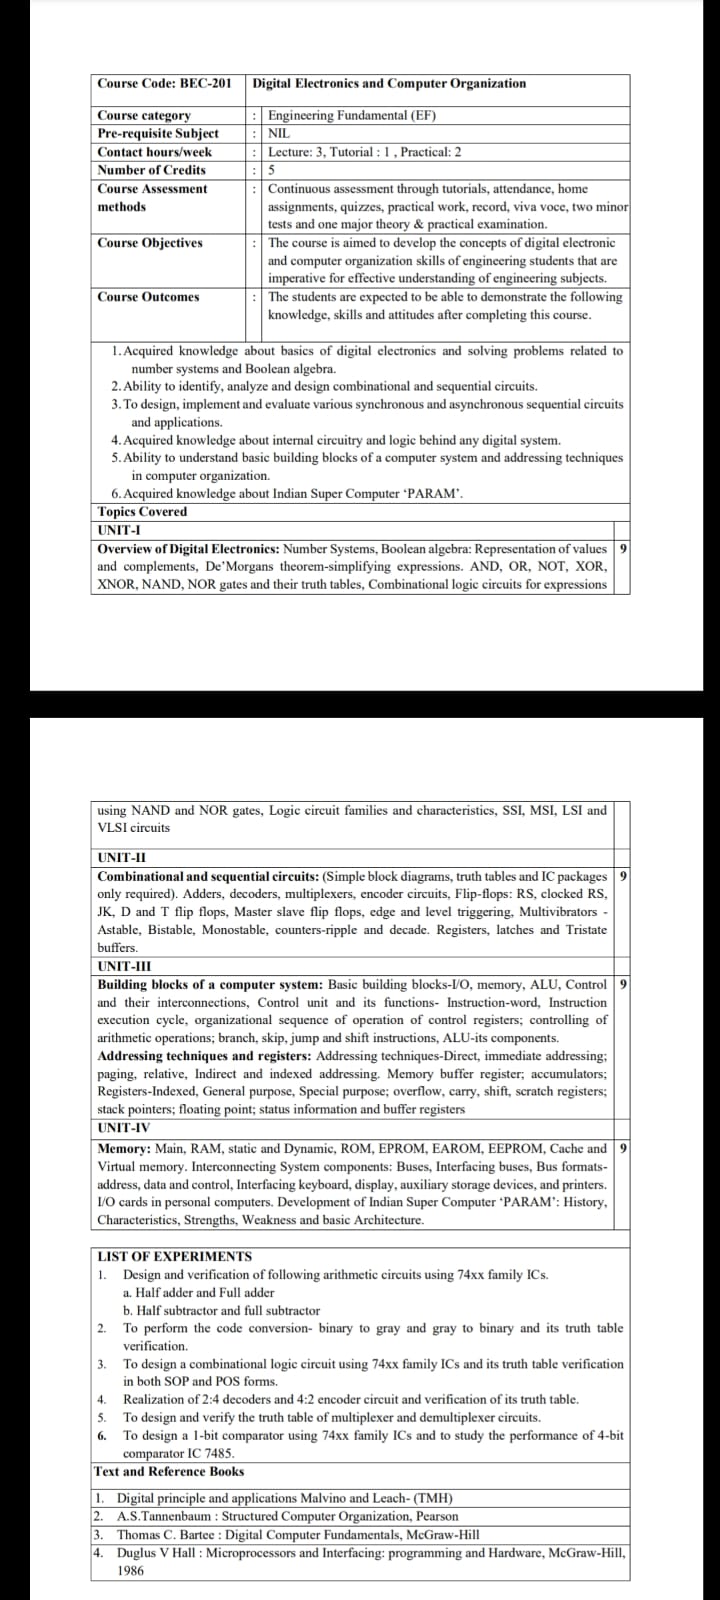 Course Code: BEC-201 Digital Electronics and Computer Organization
Course category : Engineering Fundamental (EF)
Pre-requisite Subject : NIL
Contact hours/week : Lecture: 3, Tutorial : 1 , Practical: 2
Number of Credits : 5
Course Assessment : Continuous assessment through tutorials, attendance, home
methods assignments, quizzes, practical work, record, viva voce, two minor
tests and one major theory & practical examination.
Course Objectives : The course is aimed to develop the concepts of digital electronic
and computer organization skills of engineering students that are
imperative for effective understanding of engineering subjects.
Course Outcomes : The students are expected to be able to demonstrate the following
knowledge, skills and attitudes after completing this course.
1. Acquired knowledge about basics of digital electronics and solving problems related to
number systems and Boolean algebra.
2. Ability to identify, analyze and design combinational and sequential circuits.
3. To design, implement and evaluate various synchronous and asynchronous sequential circuits
and applications.
4. Acquired knowledge about internal circuitry and logic behind any digital system.
5. Ability to understand basic building blocks of a computer system and addressing techniques
in computer organization.
6. Acquired knowledge about Indian Super Computer ‘PARAM’.
Topics Covered
UNIT-I
Overview of Digital Electronics: Number Systems, Boolean algebra: Representation of values 9
and complements, De’Morgans theorem-simplifying expressions. AND, OR, NOT, XOR,
XNOR, NAND, NOR gates and their truth tables, Combinational logic circuits for expressions
using NAND and NOR gates, Logic circuit families and characteristics, SSI, MSI, LSI and
VLSI circuits
UNIT-II
Combinational and sequential circuits: (Simple block diagrams, truth tables and IC packages 9
only required). Adders, decoders, multiplexers, encoder circuits, Flip-flops: RS, clocked RS,
JK, D and T flip flops, Master slave flip flops, edge and level triggering, Multivibrators -
Astable, Bistable, Monostable, counters-ripple and decade. Registers, latches and Tristate
buffers.
UNIT-III
Building blocks of a computer system: Basic building blocks-I/O, memory, ALU, Control 9
and their interconnections, Control unit and its functions- Instruction-word, Instruction
execution cycle, organizational sequence of operation of control registers; controlling of
arithmetic operations; branch, skip, jump and shift instructions, ALU-its components.
Addressing techniques and registers: Addressing techniques-Direct, immediate addressing;
paging, relative, Indirect and indexed addressing. Memory buffer register; accumulators;
Registers-Indexed, General purpose, Special purpose; overflow, carry, shift, scratch registers;
stack pointers; floating point; status information and buffer registers
UNIT-IV
Memory: Main, RAM, static and Dynamic, ROM, EPROM, EAROM, EEPROM, Cache and 9
Virtual memory. Interconnecting System components: Buses, Interfacing buses, Bus formats-
address, data and control, Interfacing keyboard, display, auxiliary storage devices, and printers.
I/O cards in personal computers. Development of Indian Super Computer ‘PARAM’: History,
Characteristics, Strengths, Weakness and basic Architecture.
LIST OF EXPERIMENTS
1. Design and verification of following arithmetic circuits using 74xx family ICs.
a. Half adder and Full adder
b. Half subtractor and full subtractor
2. To perform the code conversion- binary to gray and gray to binary and its truth table
verification.
3. To design a combinational logic circuit using 74xx family ICs and its truth table verification
in both SOP and POS forms.
4. Realization of 2:4 decoders and 4:2 encoder circuit and verification of its truth table.
5. To design and verify the truth table of multiplexer and demultiplexer circuits.
6. To design a 1-bit comparator using 74xx family ICs and to study the performance of 4-bit
comparator IC 7485.
Text and Reference Books
1. Digital principle and applications Malvino and Leach- (TMH)
2. A.S.Tannenbaum : Structured Computer Organization, Pearson
3. Thomas C. Bartee : Digital Computer Fundamentals, McGraw-Hill
4. Duglus V Hall : Microprocessors and Interfacing: programming and Hardware, McGraw-Hill,
1986